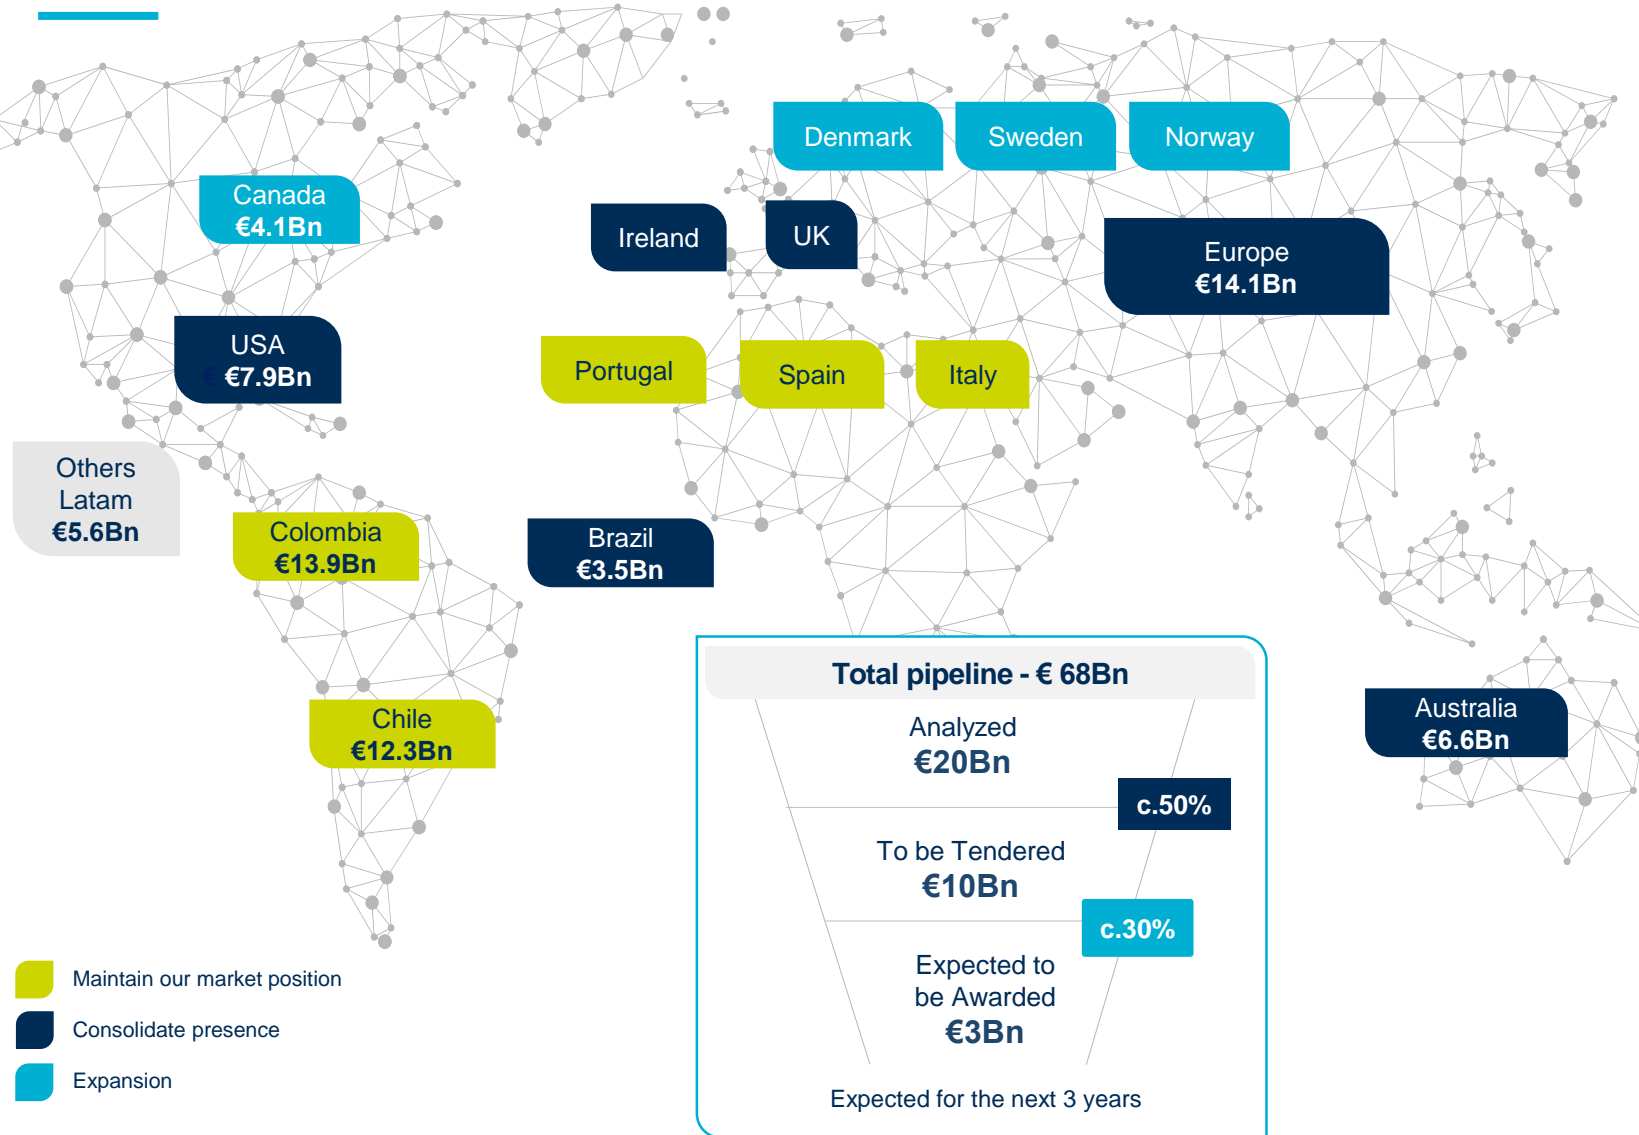 Denmark
Sweden
Norway
Canada
€4.1Bn
Ireland
UK
Europe
€14.1Bn
USA
€ €7.9Bn
Portugal
Spain
Italy
Others
Latam
€5.6Bn
Colombia
€13.9Bn
Brazil
€3.5Bn
Chile
€12.3Bn
Australia
€6.6Bn
Total pipeline - € 68Bn
Analyzed
€20Bn
c.50%
To be Tendered
€10Bn
c.30%
Expected to
be Awarded
€3Bn
Expected for the next 3 years
Maintain our market position
Consolidate presence
Expansion